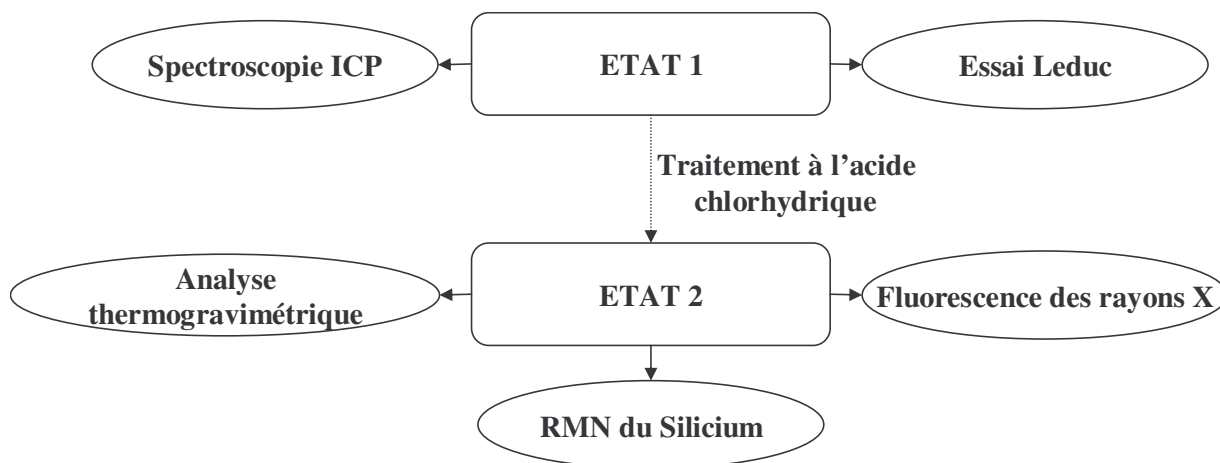 Spectroscopie ICP
ETAT 1
Essai Leduc
Traitement à l'acide
chlorhydrique
Analyse
thermogravimétrique
ETAT 2
Fluorescence des rayons X
RMN du Silicium